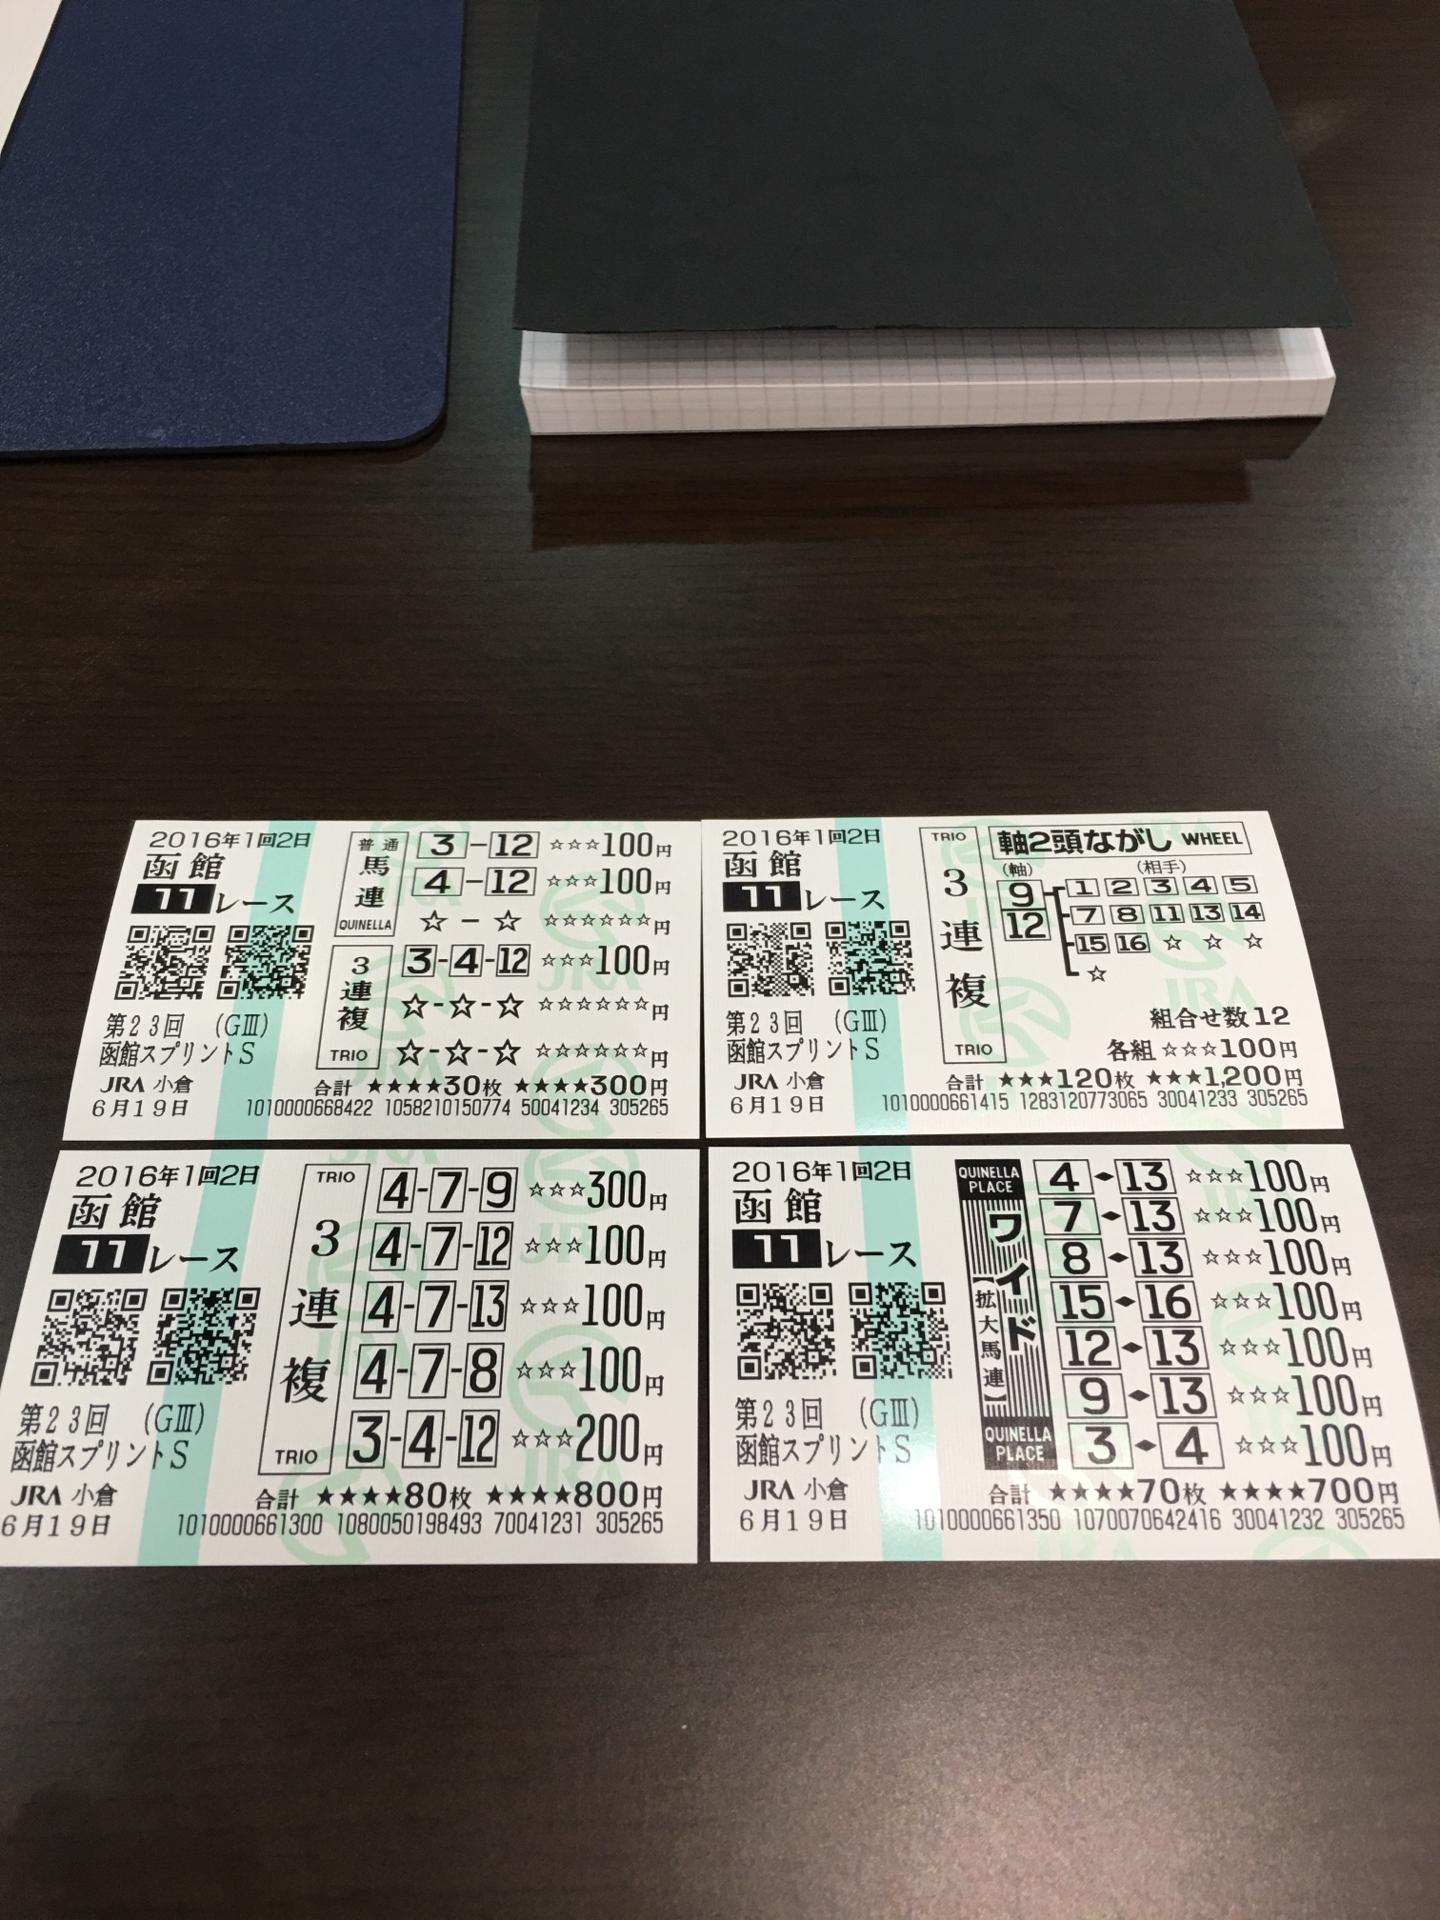 2016年1回2日
函館
11レース
第23回 (GⅢ)
函館スプリントS
JRA 小倉
6月19日
普通
馬連
QUINELLA
3-12 ☆☆☆100円
4-12 ☆☆☆100円
☆-☆ ☆☆☆☆☆☆円
3連複
TRIO
3-4-12 ☆☆☆100円
☆-☆-☆ ☆☆☆☆☆☆円
☆-☆-☆ ☆☆☆☆☆☆円
合計 ★★★★30枚 ★★★★300円
1010000668422 1058210150774 50041234 305265
2016年1回2日
函館
11レース
第23回 (GⅢ)
函館スプリントS
JRA 小倉
6月19日
TRIO
3連複
TRIO
軸2頭ながし WHEEL
(軸) (相手)
9 1 2 3 4 5
12 7 8 11 13 14
15 16 ☆ ☆ ☆
☆
組合せ数12
各組 ☆☆☆100円
合計 ★★★120枚 ★★★1,200円
1010000661415 1283120773065 30041233 305265
2016年1回2日
函館
11レース
第23回 (GⅢ)
函館スプリントS
JRA 小倉
6月19日
TRIO
3連複
TRIO
4-7-9 ☆☆☆300円
4-7-12 ☆☆☆100円
4-7-13 ☆☆☆100円
4-7-8 ☆☆☆100円
3-4-12 ☆☆☆200円
合計 ★★★★80枚 ★★★★800円
1010000661300 1080050198493 70041231 305265
2016年1回2日
函館
11レース
第23回 (GⅢ)
函館スプリントS
JRA 小倉
6月19日
QUINELLA
PLACE
ワイド
【拡大馬連】
QUINELLA
PLACE
4◆13 ☆☆☆100円
7◆13 ☆☆☆100円
8◆13 ☆☆☆100円
15◆16 ☆☆☆100円
12◆13 ☆☆☆100円
9◆13 ☆☆☆100円
3◆4 ☆☆☆100円
合計 ★★★★70枚 ★★★★700円
1010000661350 1070070642416 30041232 305265